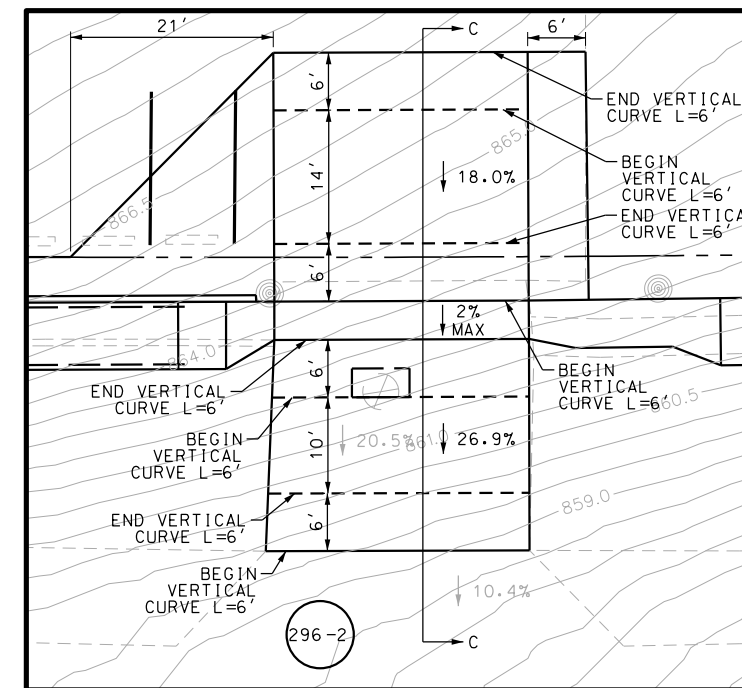 21'
C
6'
6'
END VERTICAL
CURVE L=6'
865.
BEGIN
VERTICAL
CURVE L=6'
14'
18.0%
866.5
END VERTICA
CURVE L=6'
6'
2%
MAX
864.0
END VERTICAL
CURVE L=6'
6'
BEGIN
VERTICAL
CURVE L=6'
860.5
BEGIN
VERTICAL
CURVE L=6'
10'
20.5%
861.0
26.9%
859.0
END VERTICAL
CURVE L=6'
6'
BEGIN
VERTICAL
CURVE L=6'
10.4%
296-2
C